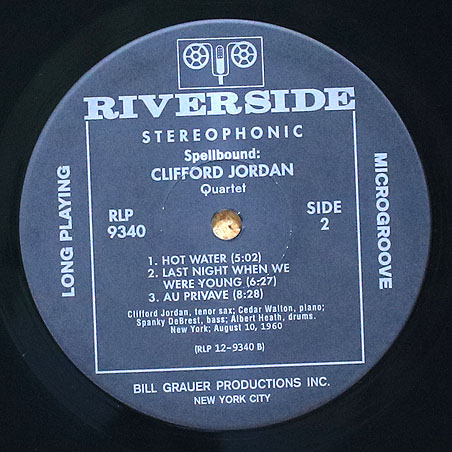 RIVERSIDE
STEREOPHONIC
Spellbound:
CLIFFORD JORDAN
Quartet
LONG PLAYING
MICROGROOVE
RLP
9340
SIDE
2
1. HOT WATER (5:02)
2. LAST NIGHT WHEN WE
WERE YOUNG (6:27)
3. AU PRIVAVE (8:28)
Clifford Jordan, tenor sax; Cedar Walton, piano;
Spanky DeBrest, bass; Albert Heath, drums.
New York; August 10, 1960
(RLP 12-9340 B)
BILL GRAUER PRODUCTIONS INC.
NEW YORK CITY